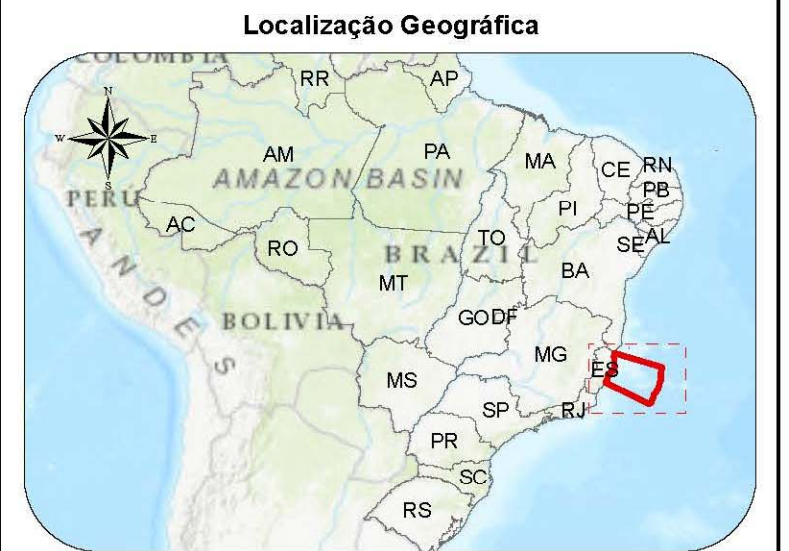 Localização Geográfica
COLOMBIA
RR
AP
N
W
E
S
AM
PA
MA
CE
RN
AMAZON BASIN
PB
PERU
PI
PE
AC
TO
SE
AL
RO
BRAZIL
BA
MT
ANDES
BOLIVIA
GO
DF
MG
ES
MS
SP
RJ
PR
SC
RS